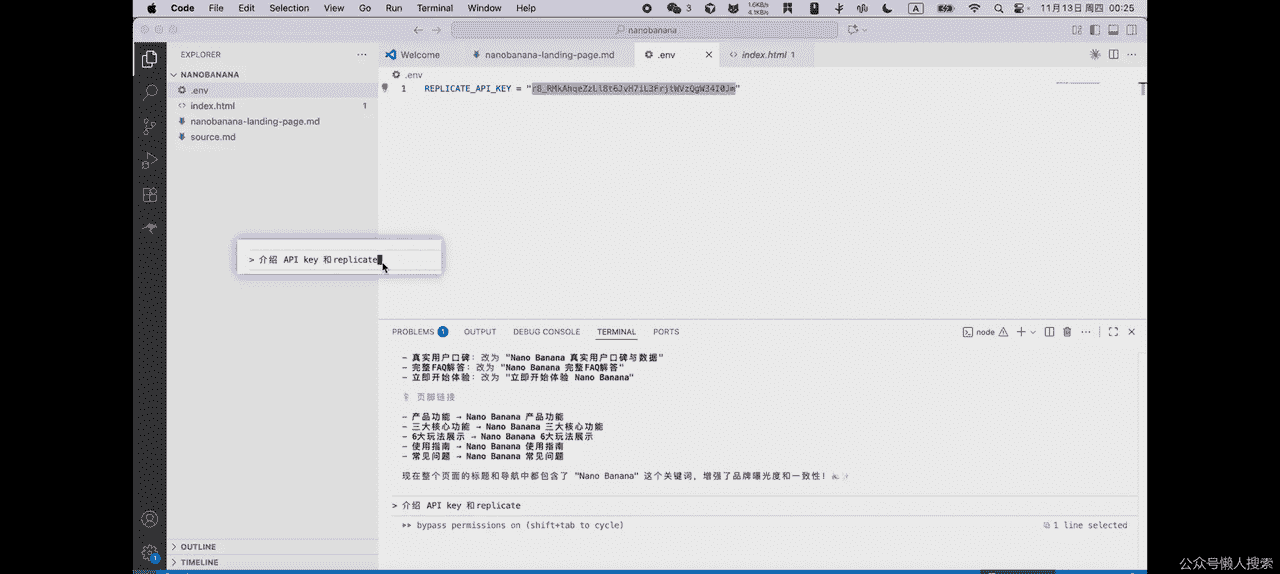 Code File Edit Selection View Go Run Terminal Window Help
3 1.6KB/s 4.1KB/s A 11月13日 周四 00:25
nanobanana
EXPLORER
NANOBANANA
.env
index.html 1
nanobanana-landing-page.md
source.md
Welcome nanobanana-landing-page.md .env index.html 1
.env
1 REPLICATE_API_KEY =
> 介绍 API key 和replicate
PROBLEMS 1 OUTPUT DEBUG CONSOLE TERMINAL PORTS
node
- 真实用户口碑: 改为 "Nano Banana 真实用户口碑与数据"
- 完整FAQ解答: 改为 "Nano Banana 完整FAQ解答"
- 立即开始体验: 改为 "立即开始体验 Nano Banana"
页脚链接
- 产品功能 → Nano Banana 产品功能
- 三大核心功能 → Nano Banana 三大核心功能
- 6大玩法展示 → Nano Banana 6大玩法展示
- 使用指南 → Nano Banana 使用指南
- 常见问题 → Nano Banana 常见问题
现在整个页面的标题和导航中都包含了 "Nano Banana" 这个关键词，增强了品牌曝光度和一致性!
> 介绍 API key 和replicate
bypass permissions on (shift+tab to cycle)
1 line selected
OUTLINE
TIMELINE
1
公众号懒人搜索